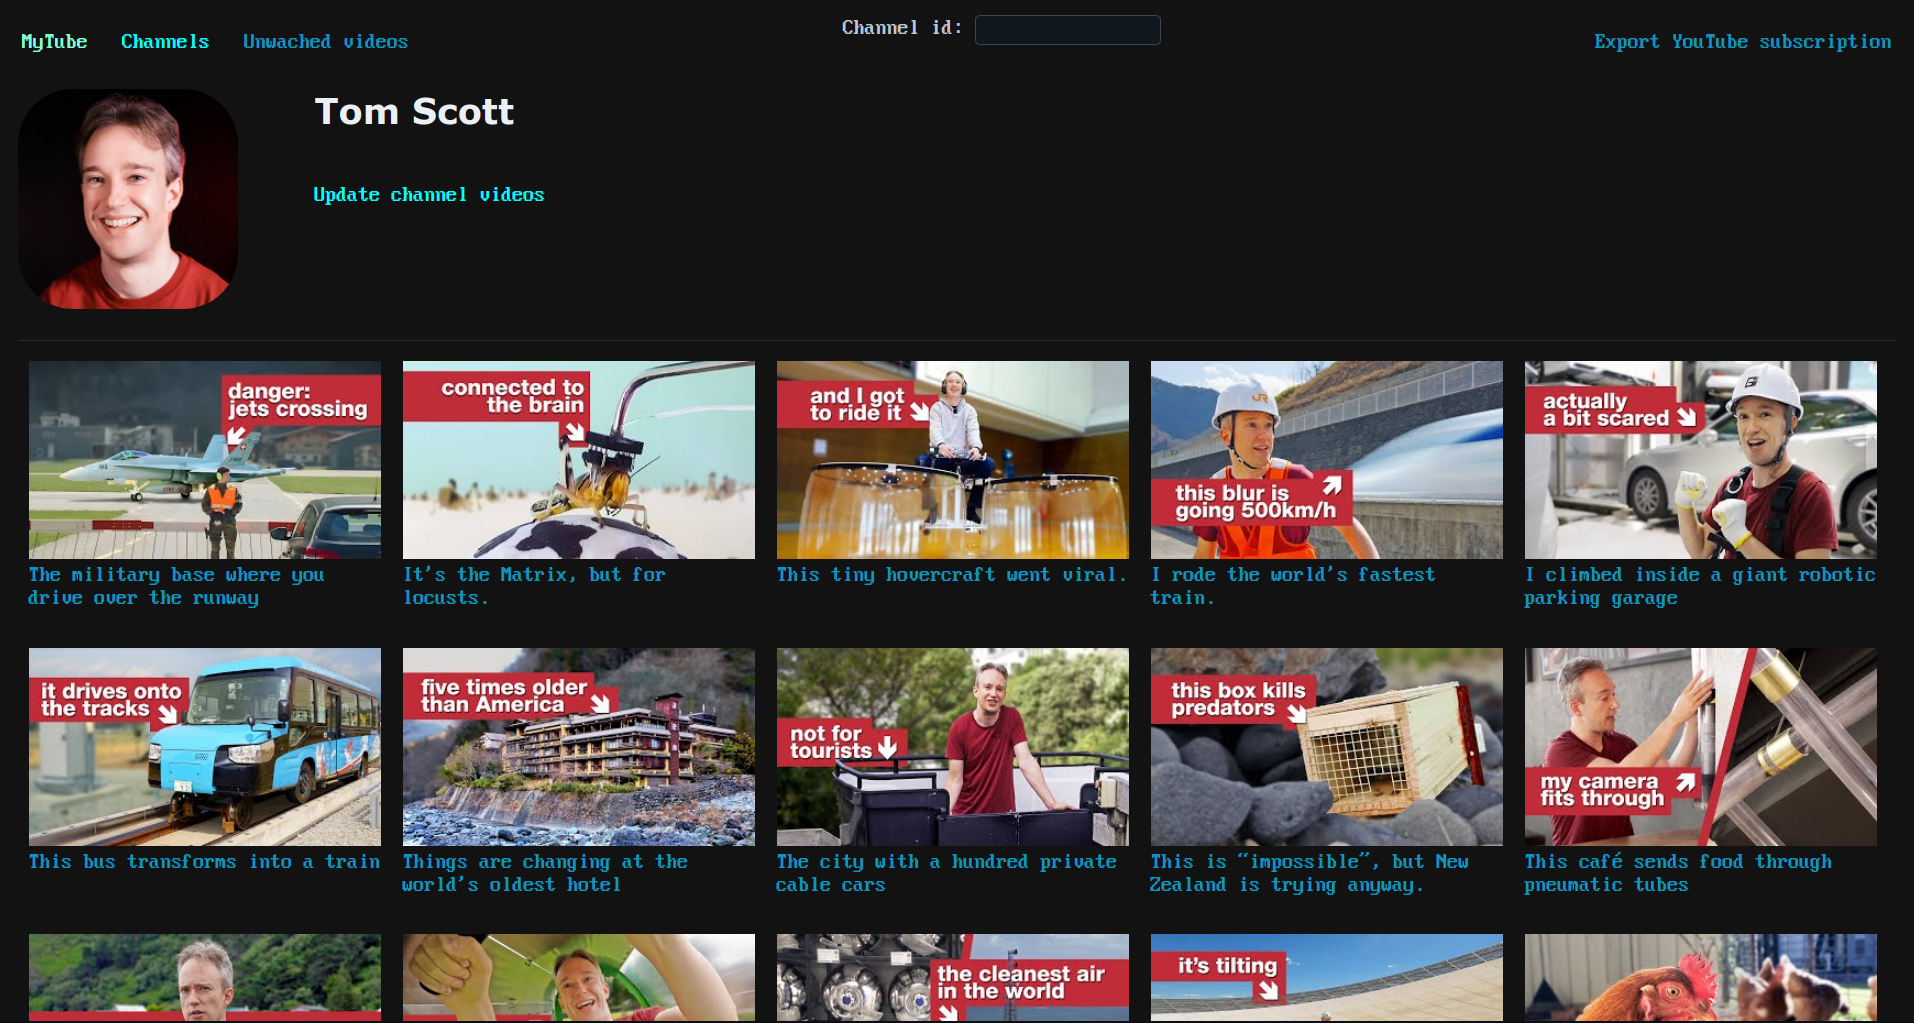 MyTube Channels Unwached videos
Channel id:
Export YouTube subscription
Tom Scott
Update channel videos
danger:
jets crossing
connected to
the brain
and I got
to ride it
this blur is
going 500km/h
JR
actually
a bit scared
The military base where you
drive over the runway
It's the Matrix, but for
locusts.
This tiny hovercraft went viral.
I rode the world's fastest
train.
I climbed inside a giant robotic
parking garage
it drives onto
the tracks
five times older
than America
not for
tourists
this box kills
predators
my camera
fits through
This bus transforms into a train
Things are changing at the
world's oldest hotel
The city with a hundred private
cable cars
This is “impossible”, but New
Zealand is trying anyway.
This café sends food through
pneumatic tubes
the cleanest air
in the world
it's tilting